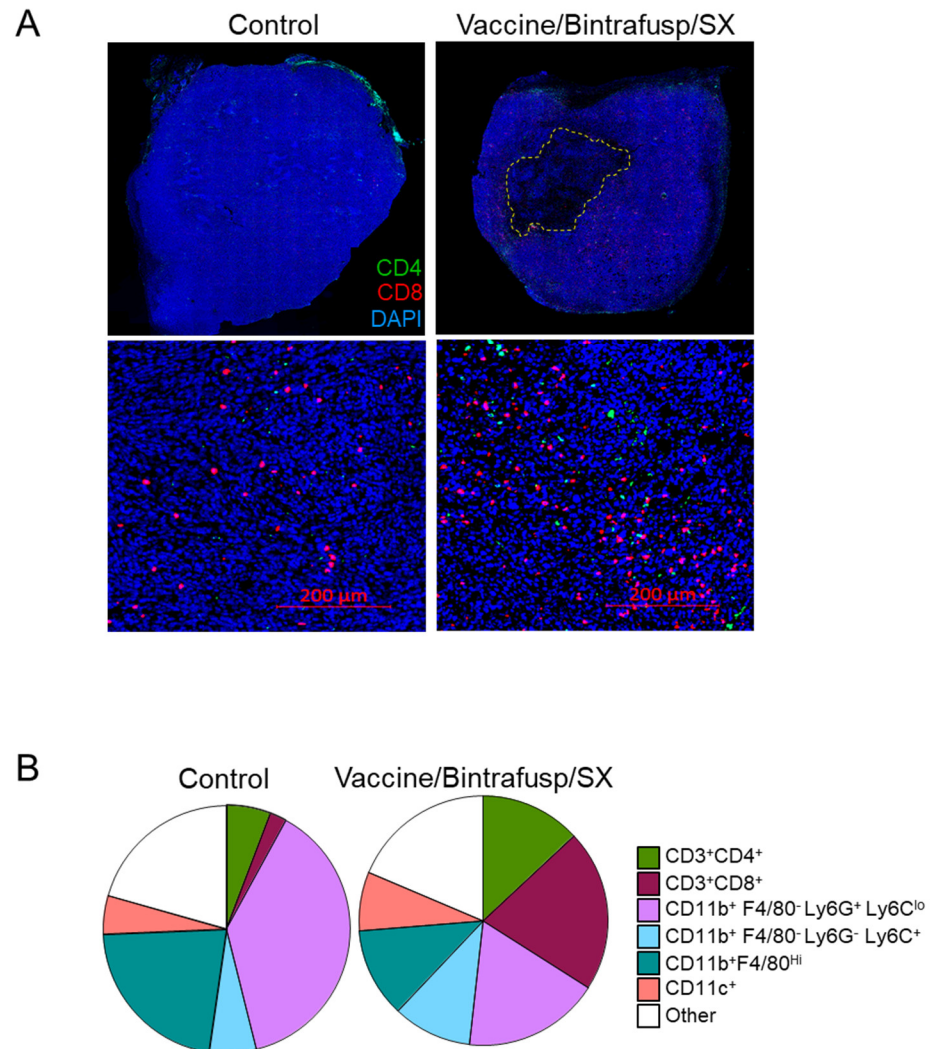 A
Control
Vaccine/Bintrafusp/SX
CD4
CD8
DAPI
200 µm
200 µm
B
Control
Vaccine/Bintrafusp/SX
CD3⁺CD4⁺
CD3⁺CD8⁺
CD11b⁺ F4/80⁻ Ly6G⁺ Ly6Cˡᵒ
CD11b⁺ F4/80⁻ Ly6G⁻ Ly6C⁺
CD11b⁺F4/80ᴴⁱ
CD11c⁺
Other